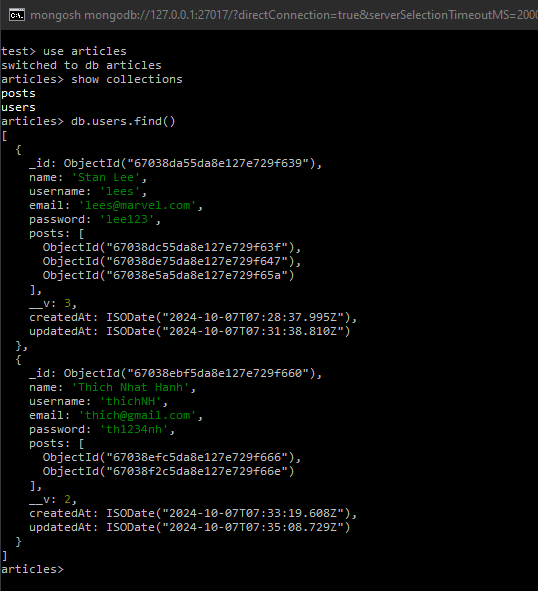 mongosh mongodb://127.0.0.1:27017/?directConnection=true&serverSelectionTimeoutMS=2000
test> use articles
switched to db articles
articles> show collections
posts
users
articles> db.users.find()
[
  {
    _id: ObjectId("67038da55da8e127e729f639"),
    name: 'Stan Lee',
    username: 'lees',
    email: 'lees@marvel.com',
    password: 'lee123',
    posts: [
      ObjectId("67038dc55da8e127e729f63f"),
      ObjectId("67038de75da8e127e729f647"),
      ObjectId("67038e5a5da8e127e729f65a")
    ],
    __v: 3,
    createdAt: ISODate("2024-10-07T07:28:37.995Z"),
    updatedAt: ISODate("2024-10-07T07:31:38.810Z")
  },
  {
    _id: ObjectId("67038ebf5da8e127e729f660"),
    name: 'Thich Nhat Hanh',
    username: 'thichNH',
    email: 'thich@gmail.com',
    password: 'th1234nh',
    posts: [
      ObjectId("67038efc5da8e127e729f666"),
      ObjectId("67038f2c5da8e127e729f66e")
    ],
    __v: 2,
    createdAt: ISODate("2024-10-07T07:33:19.608Z"),
    updatedAt: ISODate("2024-10-07T07:35:08.729Z")
  }
]
articles>